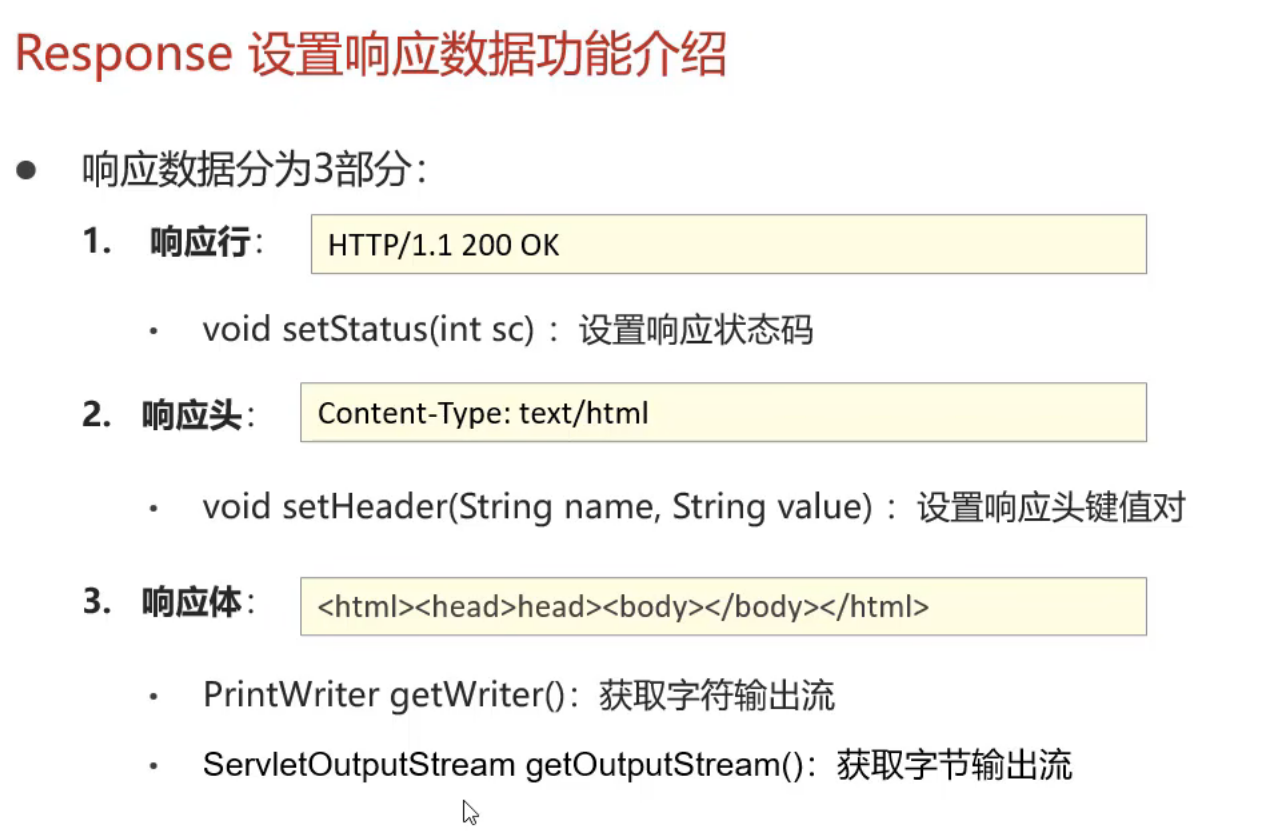 Response 设置响应数据功能介绍
● 响应数据分为3部分：
1. 响应行： HTTP/1.1 200 OK
• void setStatus(int sc) ：设置响应状态码
2. 响应头： Content-Type: text/html
• void setHeader(String name, String value) ：设置响应头键值对
3. 响应体： <html><head>head><body></body></html>
• PrintWriter getWriter()：获取字符输出流
• ServletOutputStream getOutputStream()：获取字节输出流